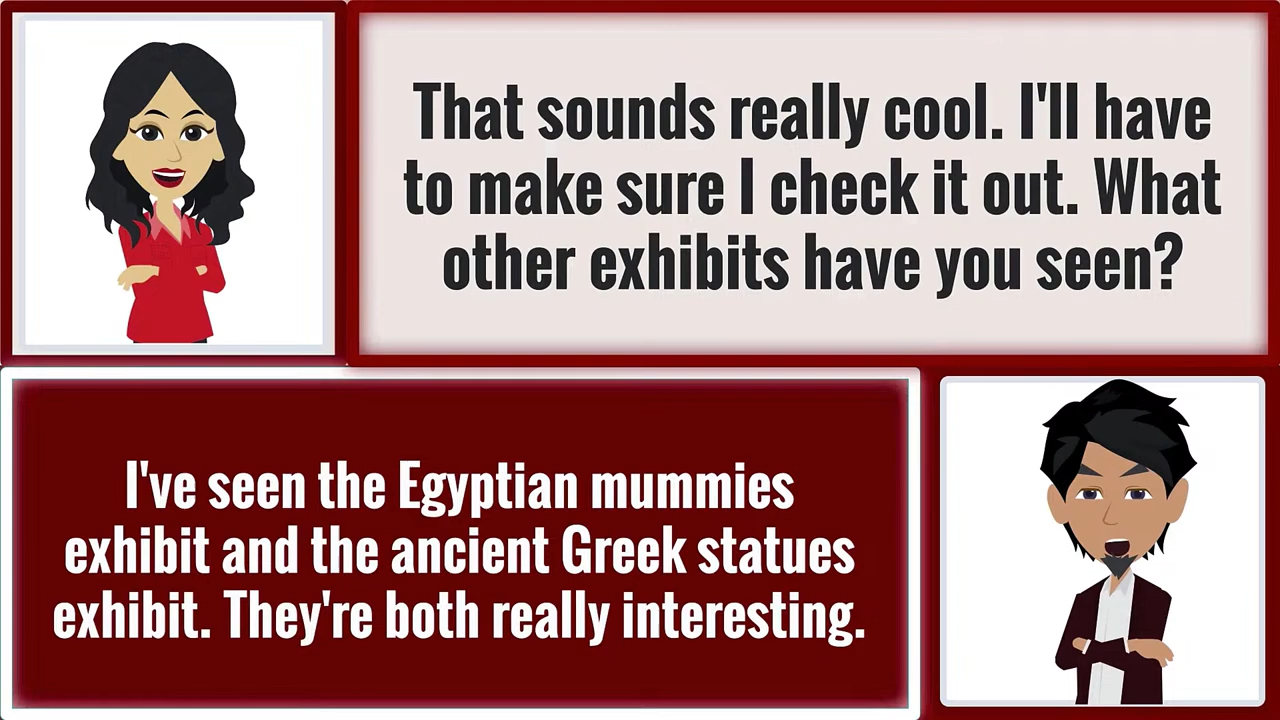 That sounds really cool. I'll have
to make sure I check it out. What
other exhibits have you seen?
I've seen the Egyptian mummies
exhibit and the ancient Greek statues
exhibit. They're both really interesting.